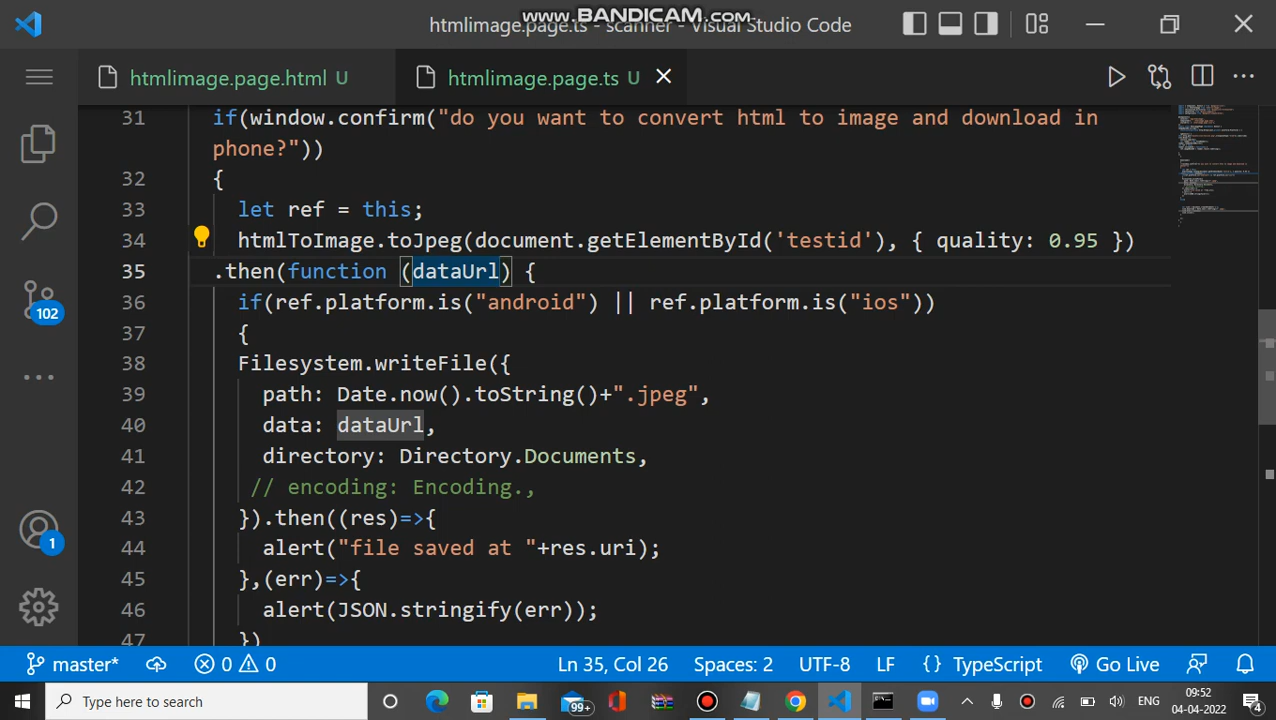 www.BANDICAM.com
htmlimage.page.ts - scanner - Visual Studio Code
htmlimage.page.html U
htmlimage.page.ts U
31 if(window.confirm("do you want to convert html to image and download in
phone?"))
32 {
33 let ref = this;
34 htmlToImage.toJpeg(document.getElementById('testid'), { quality: 0.95 })
35 .then(function (dataUrl) {
36 if(ref.platform.is("android") || ref.platform.is("ios"))
37 {
38 Filesystem.writeFile({
39 path: Date.now().toString()+".jpeg",
40 data: dataUrl,
41 directory: Directory.Documents,
42 // encoding: Encoding.,
43 }).then((res)=>{
44 alert("file saved at "+res.uri);
45 },(err)=>{
46 alert(JSON.stringify(err));
47 })
102
1
master* 0 0 Ln 35, Col 26 Spaces: 2 UTF-8 LF {} TypeScript Go Live
Type here to search 99+ ENG 09:52
04-04-2022 4